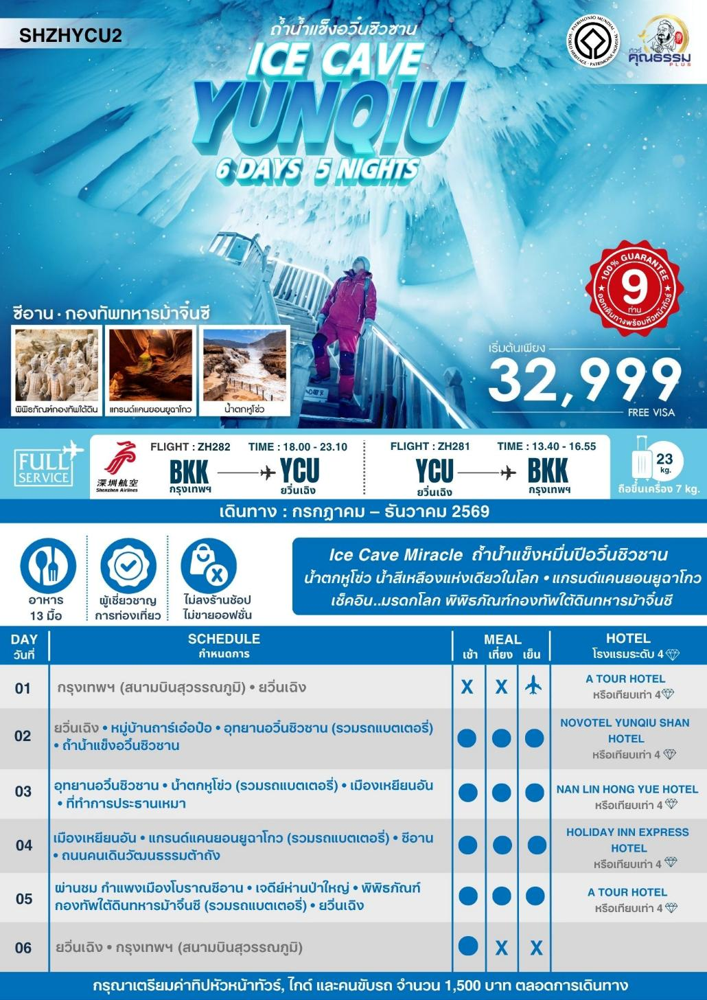 SHZHYCU2
ถ้ำน้ำแข็งอวิ๋นชิวซาน
ICE CAVE
YUNQIU
6 DAYS 5 NIGHTS
PATRIMONIO MUNDIAL • WORLD HERITAGE • PATRIMOINE MONDIAL
ทัวร์
คุณธรรม
PLUS
100% GUARANTEE
9
ท่าน
ออกเดินทางพร้อมหัวหน้าทัวร์
ซีอาน · กองทัพทหารม้าจิ๋นซี
พิพิธภัณฑ์กองทัพใต้ดิน
แกรนด์แคนยอนยูฉาโกว
น้ำตกหูโข่ว
เริ่มต้นเพียง
32,999
FREE VISA
FULL
SERVICE
深圳航空
Shenzhen Airlines
FLIGHT : ZH282 TIME : 18.00 - 23.10
BKK YCU
กรุงเทพฯ ยวิ่นเฉิง
FLIGHT : ZH281 TIME : 13.40 - 16.55
YCU BKK
ยวิ่นเฉิง กรุงเทพฯ
23
kg.
ถือขึ้นเครื่อง 7 kg.
เดินทาง : กรกฎาคม – ธันวาคม 2569
อาหาร
13 มื้อ
ผู้เชี่ยวชาญ
การท่องเที่ยว
ไม่ลงร้านช้อป
ไม่ขายออฟชั่น
Ice Cave Miracle ถ้ำน้ำแข็งหมื่นปีอวิ๋นชิวซาน
น้ำตกหูโข่ว น้ำสีเหลืองแห่งเดียวในโลก • แกรนด์แคนยอนยูฉาโกว
เช็คอิน..มรดกโลก พิพิธภัณฑ์กองทัพใต้ดินทหารม้าจิ๋นซี
DAY SCHEDULE MEAL HOTEL
วันที่ กำหนดการ เช้า เที่ยง เย็น โรงแรมระดับ 4
01 กรุงเทพฯ (สนามบินสุวรรณภูมิ) • ยวิ่นเฉิง X X
A TOUR HOTEL
หรือเทียบเท่า 4
02 ยวิ่นเฉิง • หมู่บ้านถาร์เอ๋อป๋อ • อุทยานอวิ๋นชิวซาน (รวมรถแบตเตอรี่)
• ถ้ำน้ำแข็งอวิ๋นชิวซาน
NOVOTEL YUNQIU SHAN
HOTEL
หรือเทียบเท่า 4
03 อุทยานอวิ๋นชิวซาน • น้ำตกหูโข่ว (รวมรถแบตเตอรี่) • เมืองเหยียนอัน
• ที่ทำการประธานเหมา
NAN LIN HONG YUE HOTEL
หรือเทียบเท่า 4
04 เมืองเหยียนอัน • แกรนด์แคนยอนยูฉาโกว (รวมรถแบตเตอรี่) • ซีอาน
• ถนนคนเดินวัฒนธรรมต้าถัง
HOLIDAY INN EXPRESS
HOTEL
หรือเทียบเท่า 4
05 ผ่านชม กำแพงเมืองโบราณซีอาน • เจดีย์ห่านป่าใหญ่ • พิพิธภัณฑ์
กองทัพใต้ดินทหารม้าจิ๋นซี (รวมรถแบตเตอรี่) • ยวิ่นเฉิง
A TOUR HOTEL
หรือเทียบเท่า 4
06 ยวิ่นเฉิง • กรุงเทพฯ (สนามบินสุวรรณภูมิ) X X
กรุณาเตรียมค่าทิปหัวหน้าทัวร์, ไกด์ และคนขับรถ จำนวน 1,500 บาท ตลอดการเดินทาง